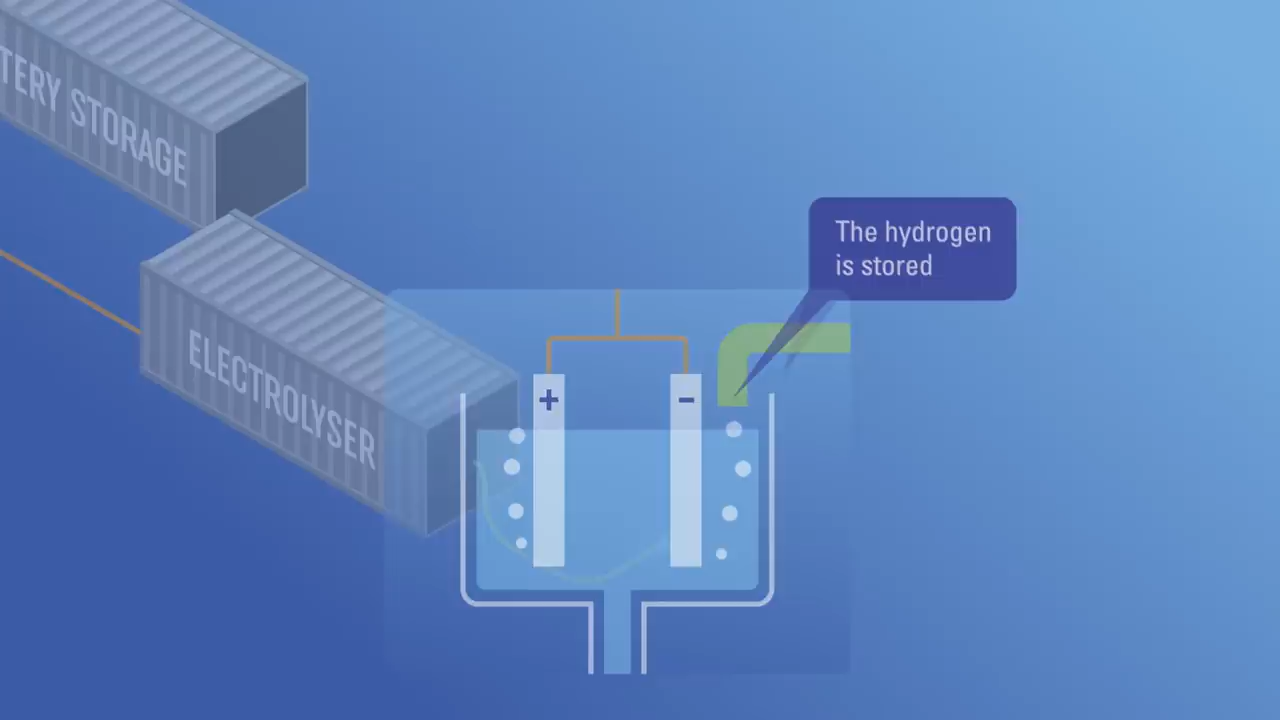 TERY STORAGE
ELECTROLYSER
The hydrogen
is stored
+
-